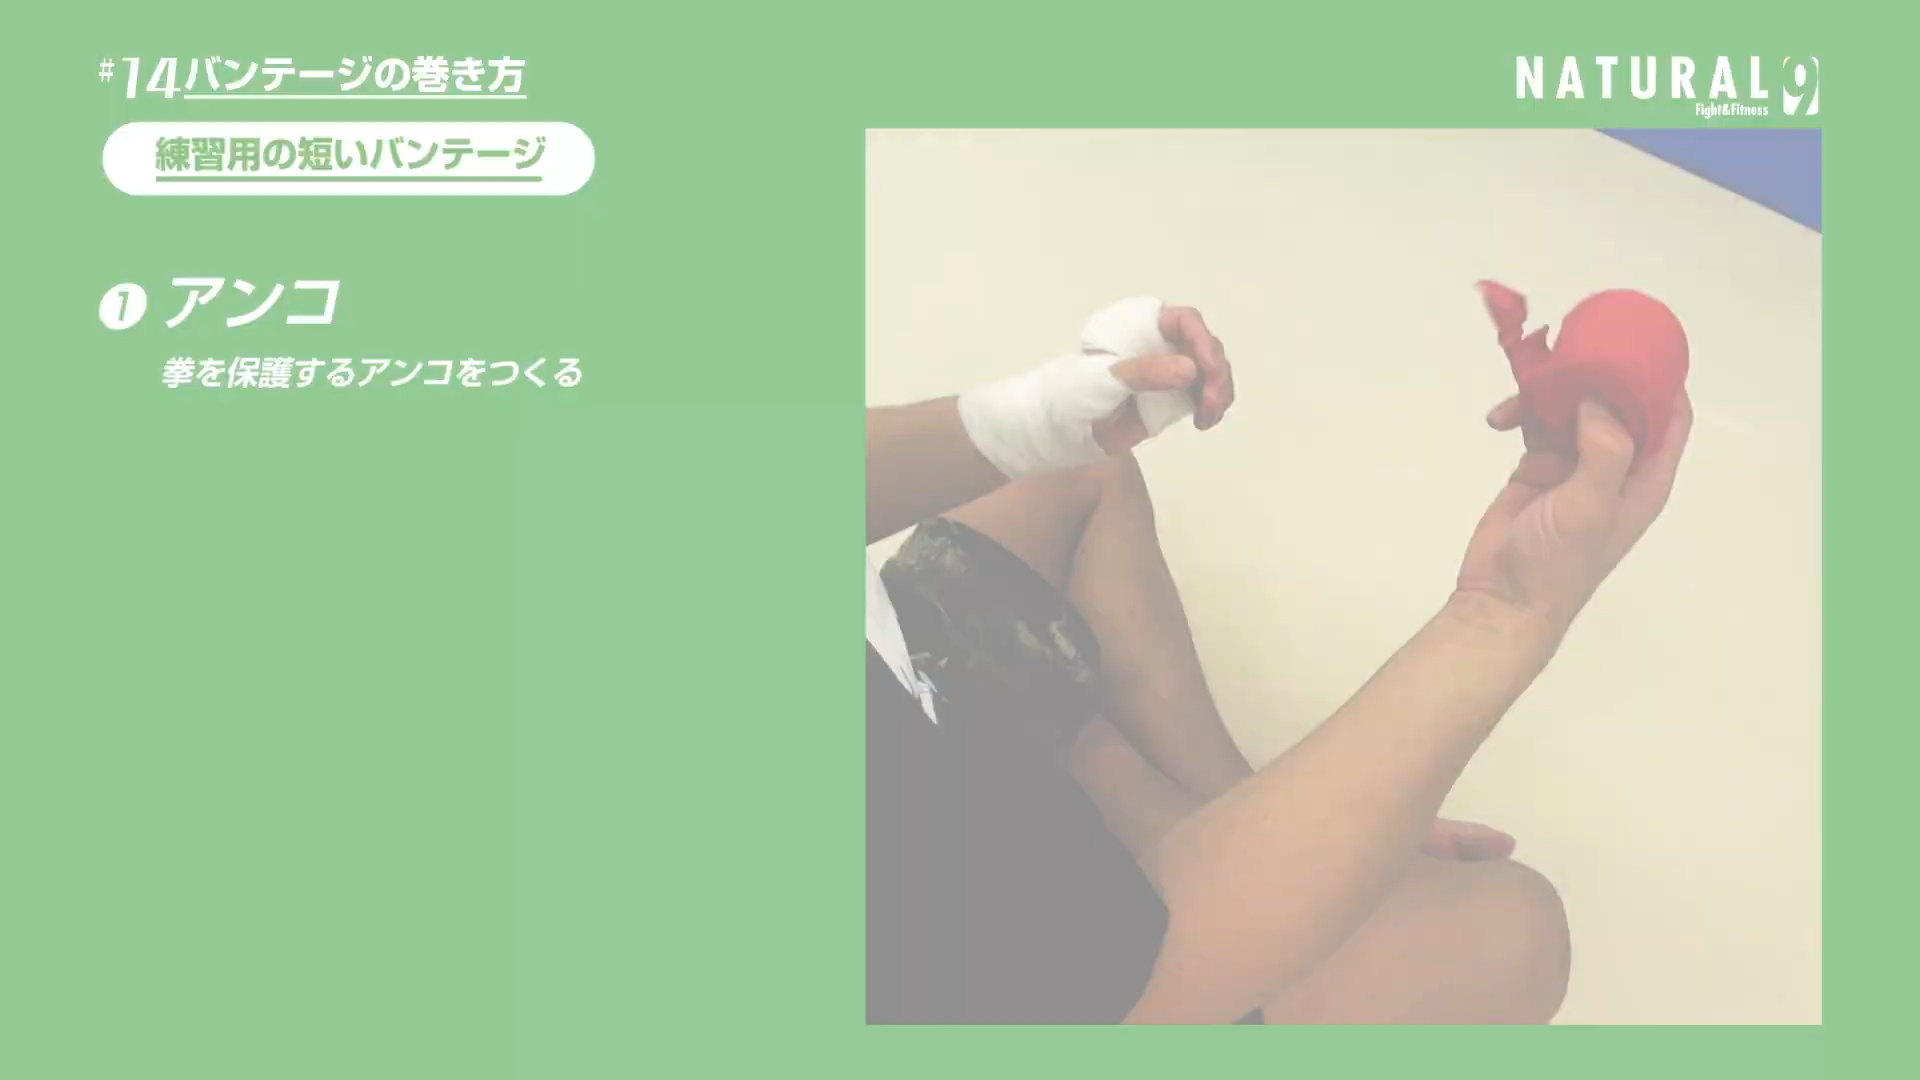 #14バンテージの巻き方
NATURAL 9
Fight&Fitness
練習用の短いバンテージ
1 アンコ
拳を保護するアンコをつくる